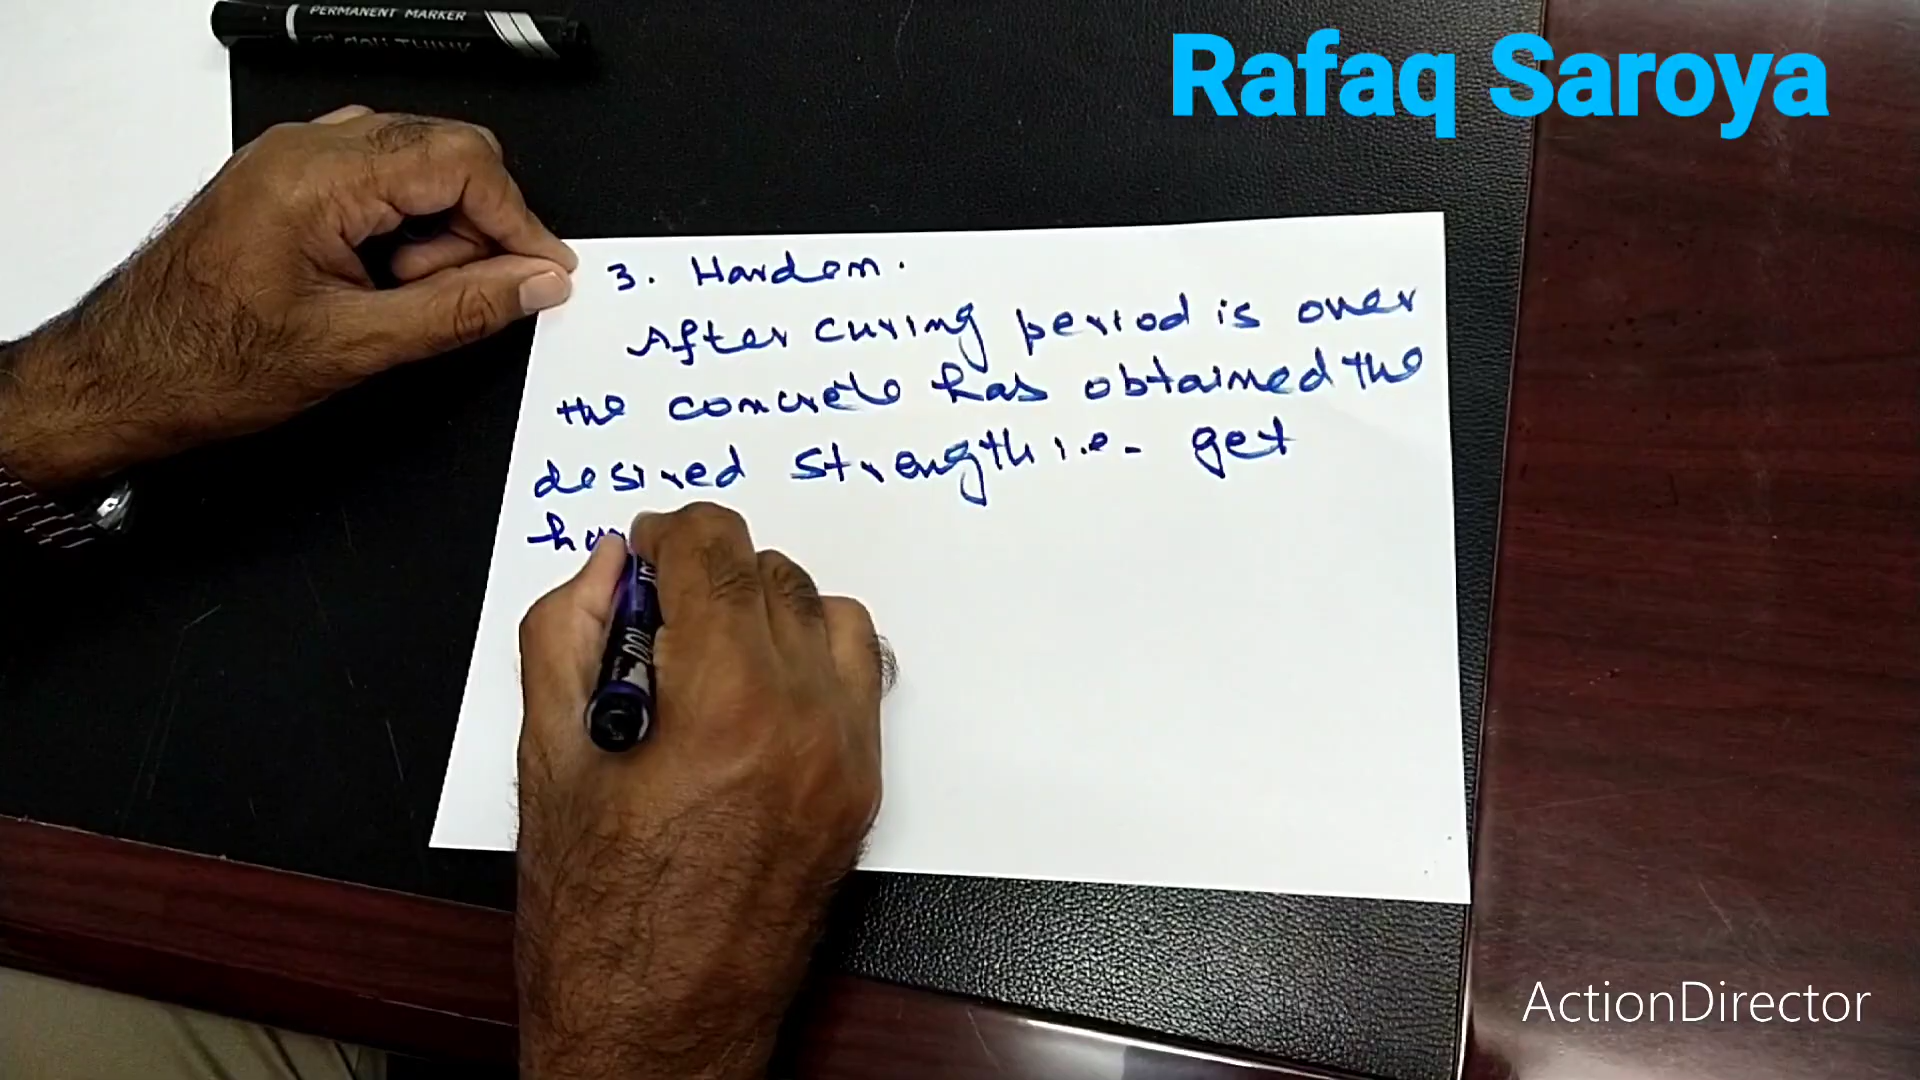 PERMANENT MARKER
Rafaq Saroya
3. Harden.
After curing period is over
the concrete has obtained the
desired strength i.e. get
ActionDirector